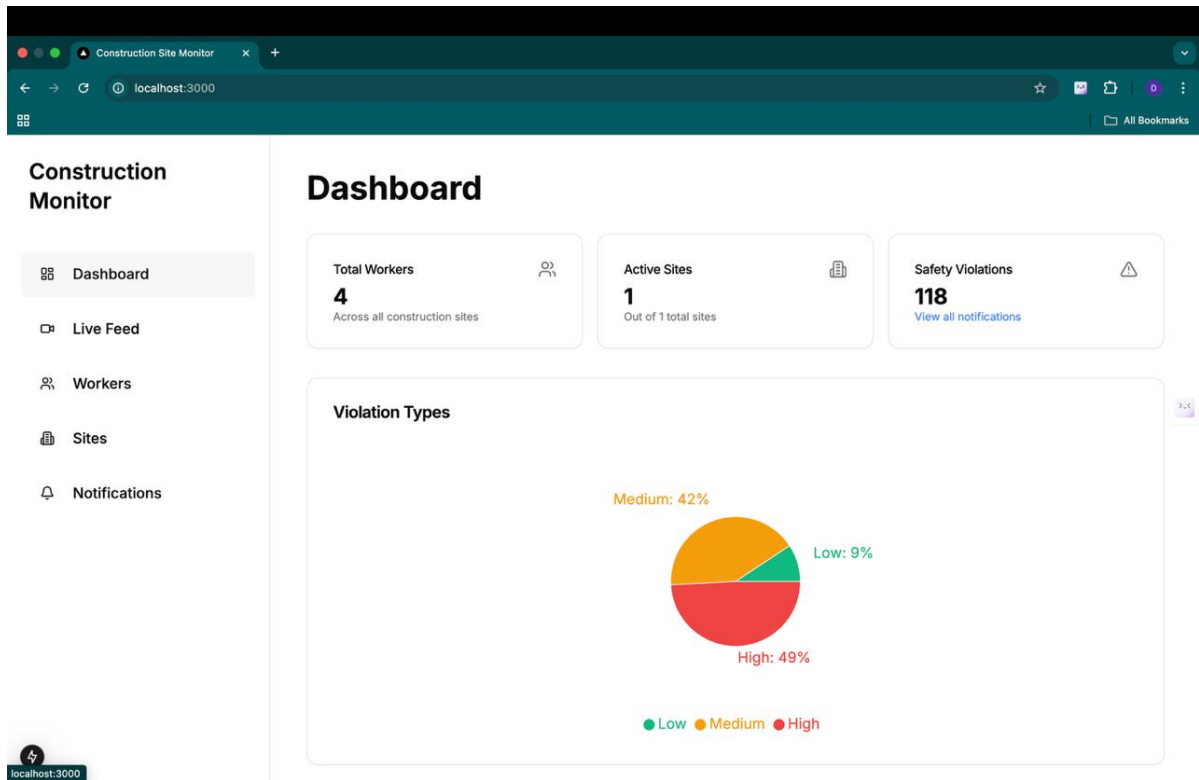 Construction Site Monitor
localhost:3000
D
All Bookmarks
Construction
Monitor
Dashboard
Live Feed
Workers
Sites
Notifications
Dashboard
Total Workers
4
Across all construction sites
Active Sites
1
Out of 1 total sites
Safety Violations
118
View all notifications
Violation Types
Medium: 42%
Low: 9%
High: 49%
Low
Medium
High
localhost:3000